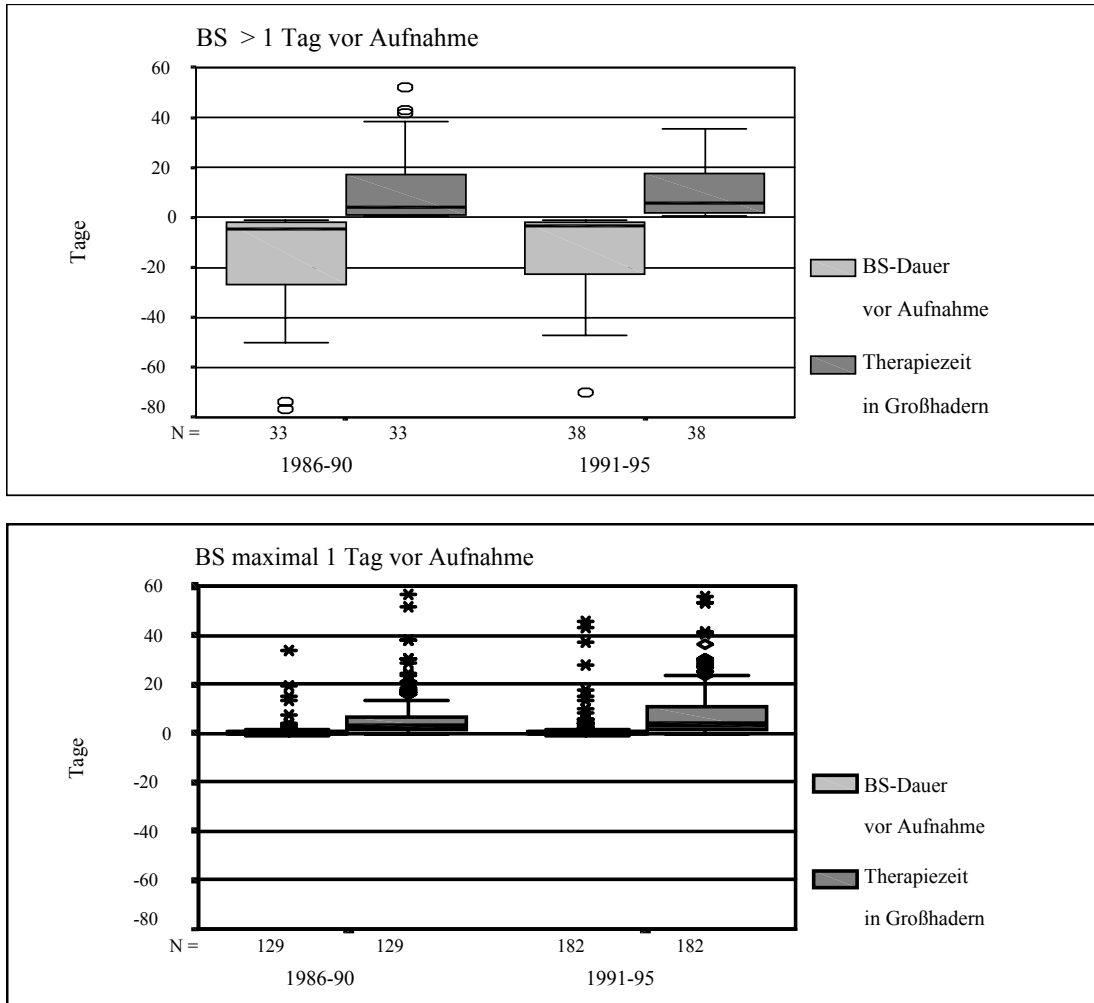 BS > 1 Tag vor Aufnahme
60
40
20
0
-20
-40
-60
-80
Tage
BS-Dauer
vor Aufnahme
Therapiezeit
in Großhadern
N = 33 33 38 38
1986-90 1991-95
BS maximal 1 Tag vor Aufnahme
60
40
20
0
-20
-40
-60
-80
Tage
BS-Dauer
vor Aufnahme
Therapiezeit
in Großhadern
N = 129 129 182 182
1986-90 1991-95